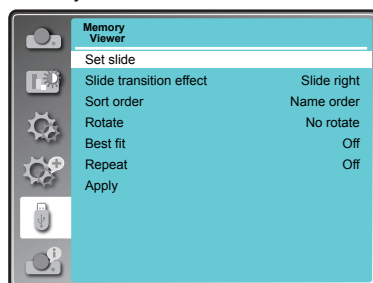 Memory
Viewer
Set slide
Slide transition effect Slide right
Sort order Name order
Rotate No rotate
Best fit Off
Repeat Off
Apply